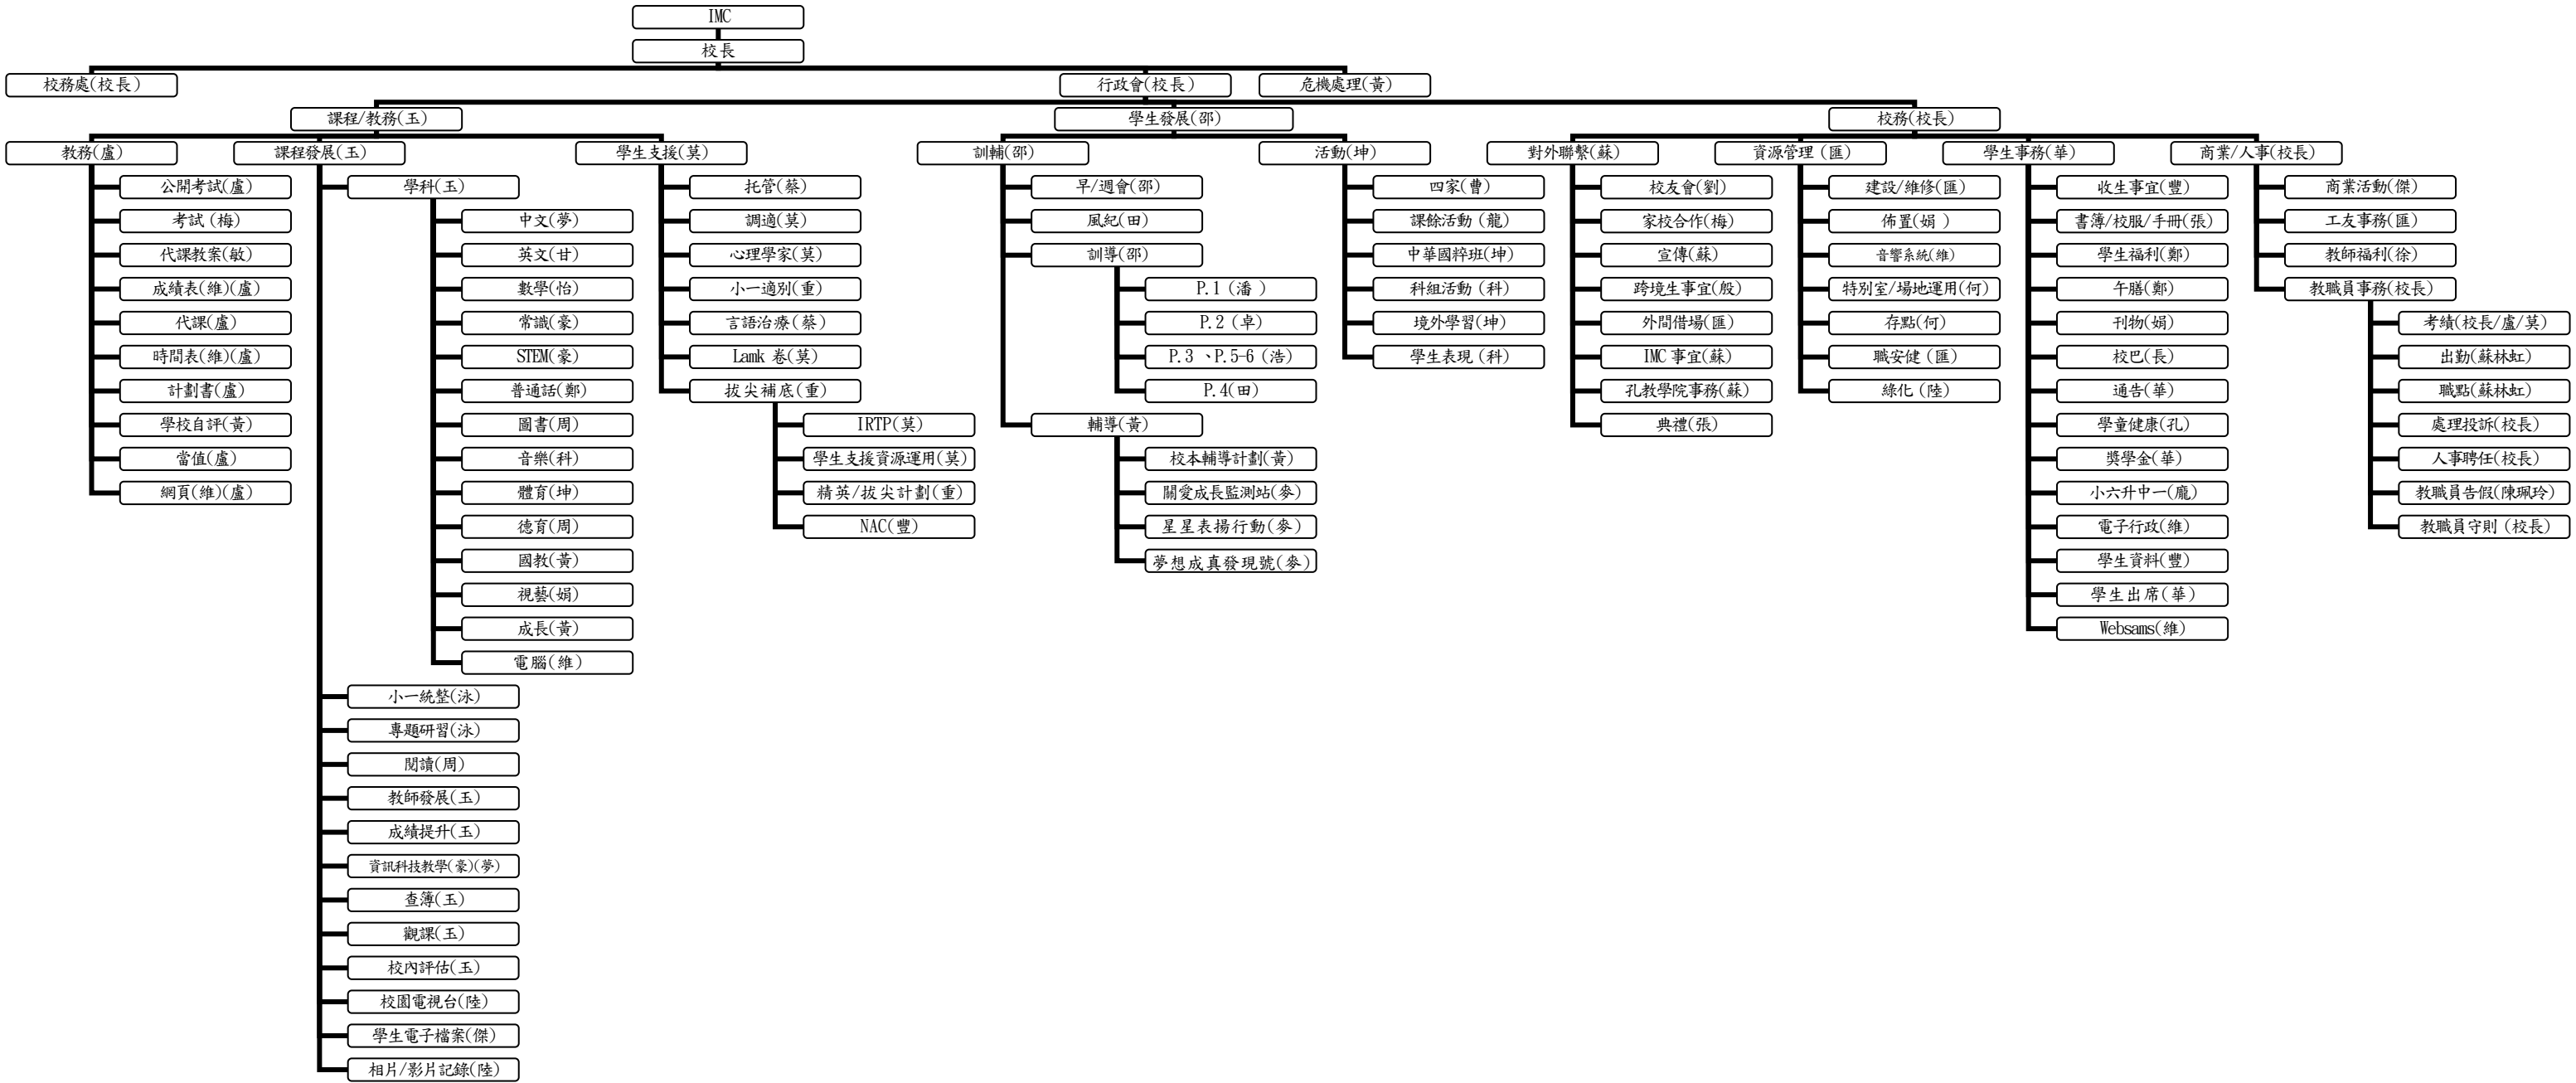 IMC
校長
校務處(校長)
行政會(校長)
危機處理(黃)
課程/教務(玉)
學生發展(邵)
校務(校長)
教務(盧)
課程發展(玉)
學生支援(莫)
訓輔(邵)
活動(坤)
對外聯繫(蘇)
資源管理 (匯)
學生事務(華)
商業/人事(校長)
公開考試(盧)
考試 (梅)
代課教案(敏)
成績表(維)(盧)
代課(盧)
時間表(維)(盧)
計劃書(盧)
學校自評(黃)
當值(盧)
網頁(維)(盧)
學科(玉)
中文(夢)
英文(甘)
數學(怡)
常識(豪)
STEM(豪)
普通話(鄭)
圖書(周)
音樂(科)
體育(坤)
德育(周)
國教(黃)
視藝(娟)
成長(黃)
電腦(維)
小一統整(泳)
專題研習(泳)
閱讀(周)
教師發展(玉)
成績提升(玉)
資訊科技教學(豪)(夢)
查簿(玉)
觀課(玉)
校內評估(玉)
校園電視台(陸)
學生電子檔案(傑)
相片/影片記錄(陸)
托管(蔡)
調適(莫)
心理學家(莫)
小一適別(重)
言語治療(蔡)
Lamk 卷(莫)
拔尖補底(重)
IRTP(莫)
學生支援資源運用(莫)
精英/拔尖計劃(重)
NAC(豐)
早/週會(邵)
風紀(田)
訓導(邵)
P.1 (潘 )
P.2 (卓)
P.3 、P.5-6 (浩)
P.4(田)
輔導(黃)
校本輔導計劃(黃)
關愛成長監測站(麥)
星星表揚行動(麥)
夢想成真發現號(麥)
四家(曹)
課餘活動 (龍)
中華國粹班(坤)
科組活動 (科)
境外學習(坤)
學生表現 (科)
校友會(劉)
家校合作(梅)
宣傳(蘇)
跨境生事宜(殷)
外間借場(匯)
IMC 事宜(蘇)
孔教學院事務(蘇)
典禮(張)
建設/維修(匯)
佈置(娟 )
音響系統(維)
特別室/場地運用(何)
存點(何)
職安健 (匯)
綠化 (陸)
收生事宜(豐)
書簿/校服/手冊(張)
學生福利(鄭)
午膳(鄭)
刊物(娟)
校巴(長)
通告(華)
學童健康(孔)
獎學金(華)
小六升中一(龐)
電子行政(維)
學生資料(豐)
學生出席(華)
Websams(維)
商業活動(傑)
工友事務(匯)
教師福利(徐)
教職員事務(校長)
考績(校長/盧/莫)
出勤(蘇林虹)
職點(蘇林虹)
處理投訴(校長)
人事聘任(校長)
教職員告假(陳珮玲)
教職員守則 (校長)